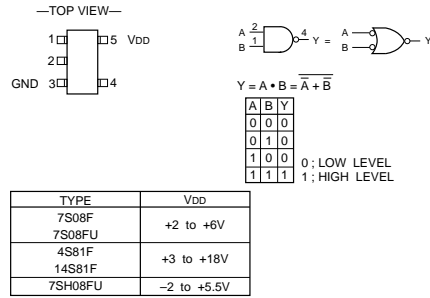 —TOP VIEW—
1 5 VDD
2
GND 3 4
A 2 4 Y = A Y
B 1 B
Y = A • B = A̅ + B̅
A B Y
0 0 0
0 1 0
1 0 0 0 ; LOW LEVEL
1 1 1 1 ; HIGH LEVEL
TYPE VDD
7S08F +2 to +6V
7S08FU
4S81F +3 to +18V
14S81F
7SH08FU –2 to +5.5V